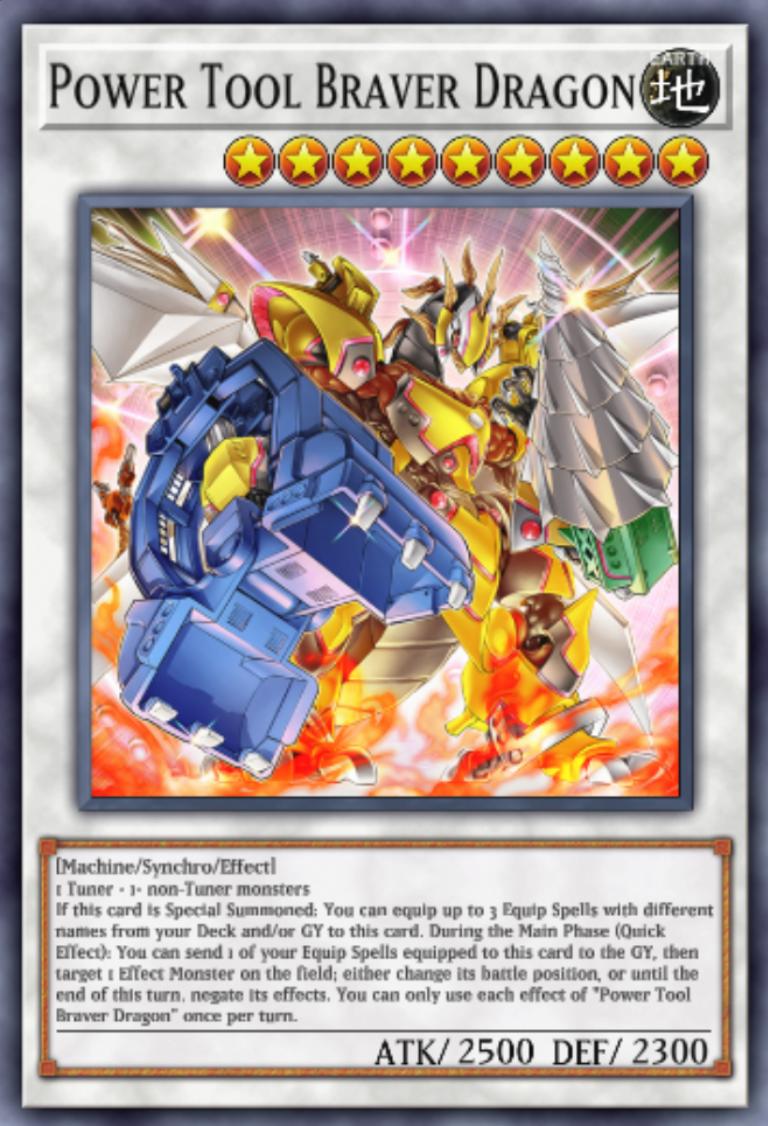 POWER TOOL BRAVER DRAGON
EARTH
地
[Machine/Synchro/Effect]
1 Tuner + 1+ non-Tuner monsters
If this card is Special Summoned: You can equip up to 3 Equip Spells with different
names from your Deck and/or GY to this card. During the Main Phase (Quick
Effect): You can send 1 of your Equip Spells equipped to this card to the GY, then
target 1 Effect Monster on the field; either change its battle position, or until the
end of this turn, negate its effects. You can only use each effect of "Power Tool
Braver Dragon" once per turn.
ATK/ 2500 DEF/ 2300